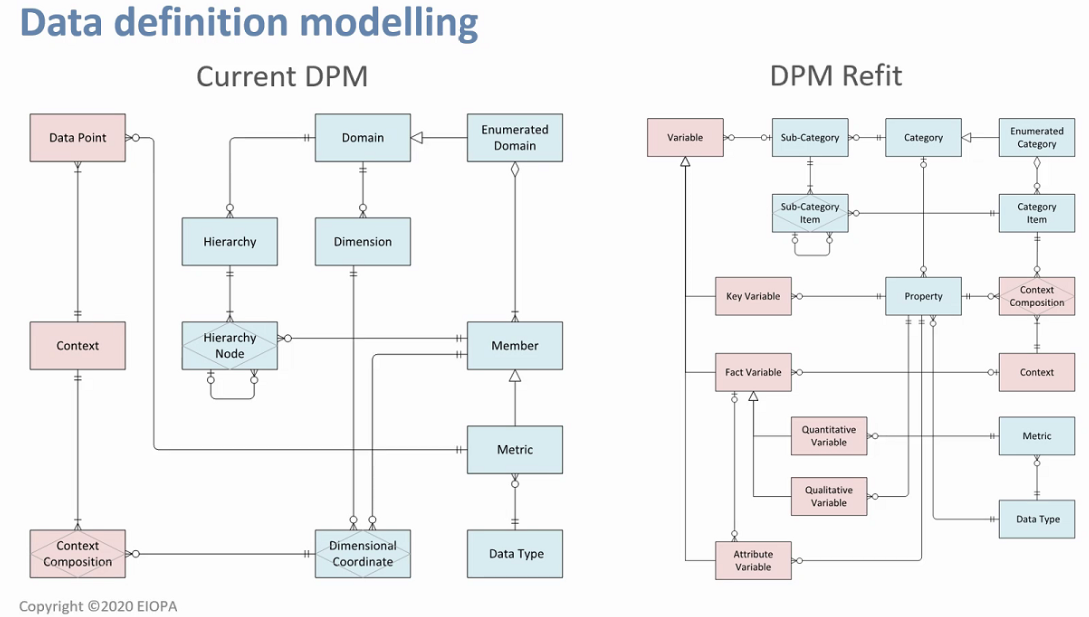 Data definition modelling
Current DPM
Data Point
Domain
Enumerated
Domain
Hierarchy
Dimension
Context
Hierarchy
Node
Member
Metric
Context
Composition
Dimensional
Coordinate
Data Type
DPM Refit
Variable
Sub-Category
Category
Enumerated
Category
Sub-Category
Item
Category
Item
Key Variable
Property
Context
Composition
Fact Variable
Context
Quantitative
Variable
Metric
Qualitative
Variable
Data Type
Attribute
Variable
Copyright ©2020 EIOPA